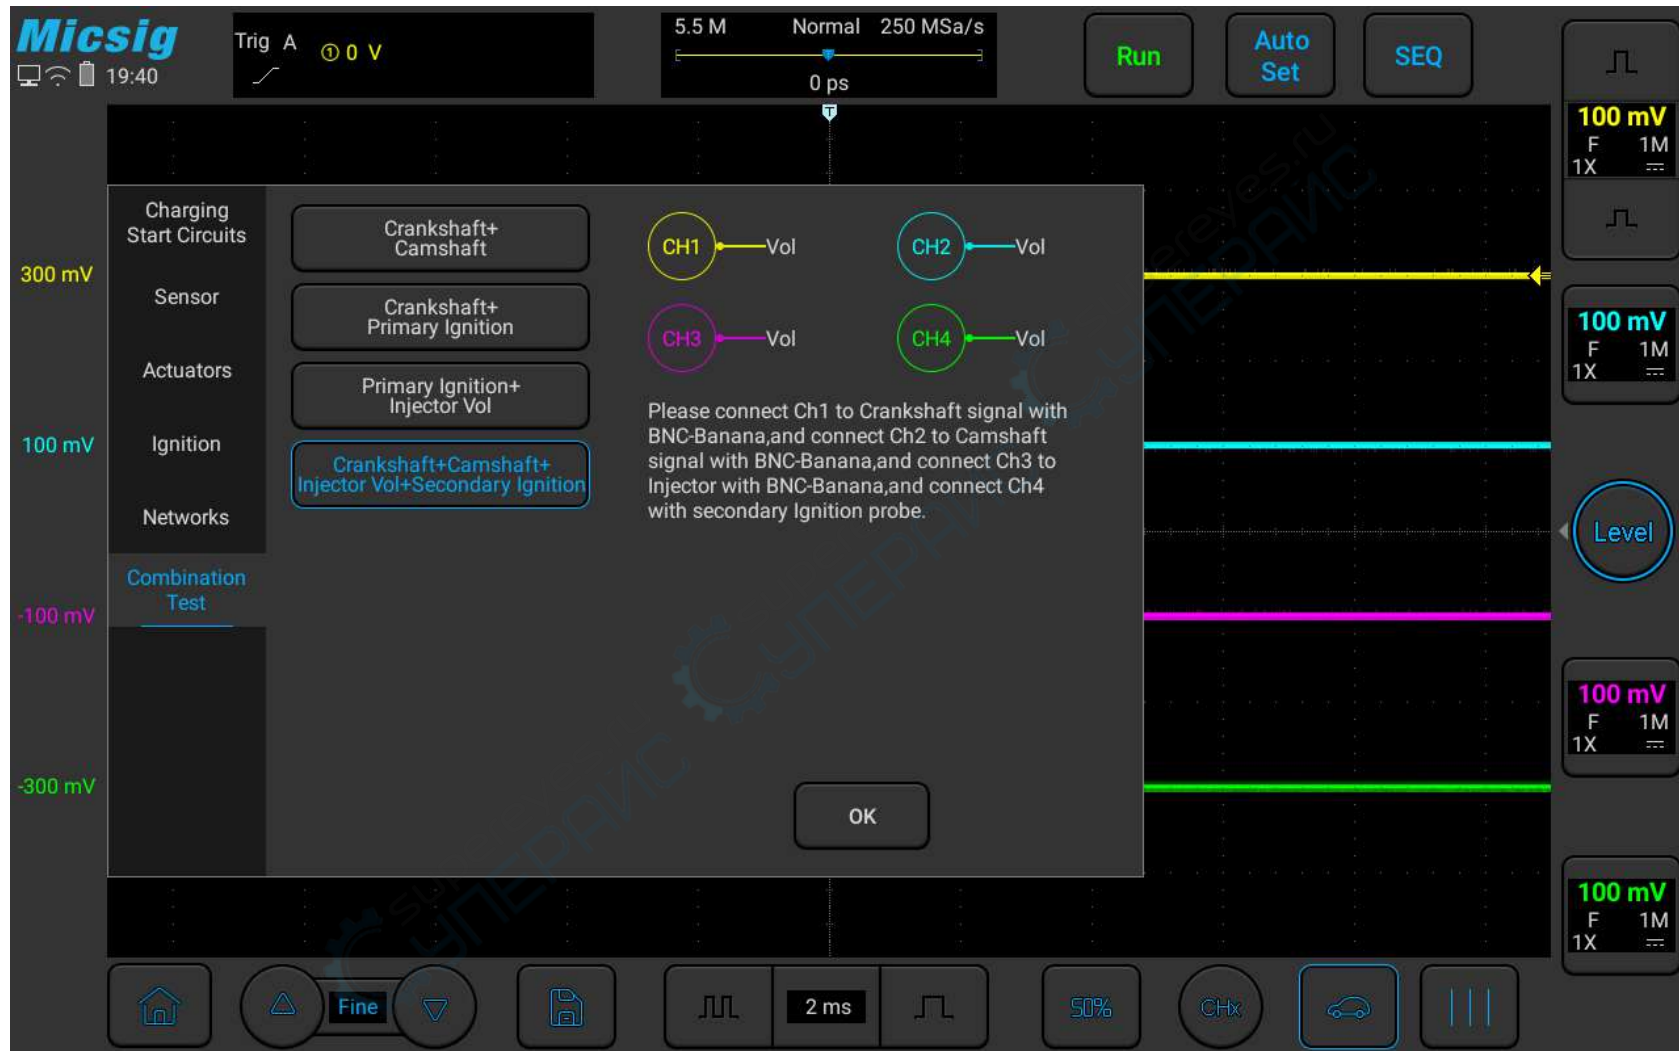 Micsig
19:40
Trig A
① 0 V
5.5 M Normal 250 MSa/s
T
0 ps
Run
Auto
Set
SEQ
T
100 mV
F 1M
1X
100 mV
F 1M
1X
Level
100 mV
F 1M
1X
100 mV
F 1M
1X
300 mV
100 mV
-100 mV
-300 mV
Charging
Start Circuits
Sensor
Actuators
Ignition
Networks
Combination
Test
Crankshaft+
Camshaft
Crankshaft+
Primary Ignition
Primary Ignition+
Injector Vol
Crankshaft+Camshaft+
Injector Vol+Secondary Ignition
CH1 Vol
CH2 Vol
CH3 Vol
CH4 Vol
Please connect Ch1 to Crankshaft signal with
BNC-Banana,and connect Ch2 to Camshaft
signal with BNC-Banana,and connect Ch3 to
Injector with BNC-Banana,and connect Ch4
with secondary Ignition probe.
OK
Fine
2 ms
50%
CHx
СУПЕРАЙС
supereyes.ru